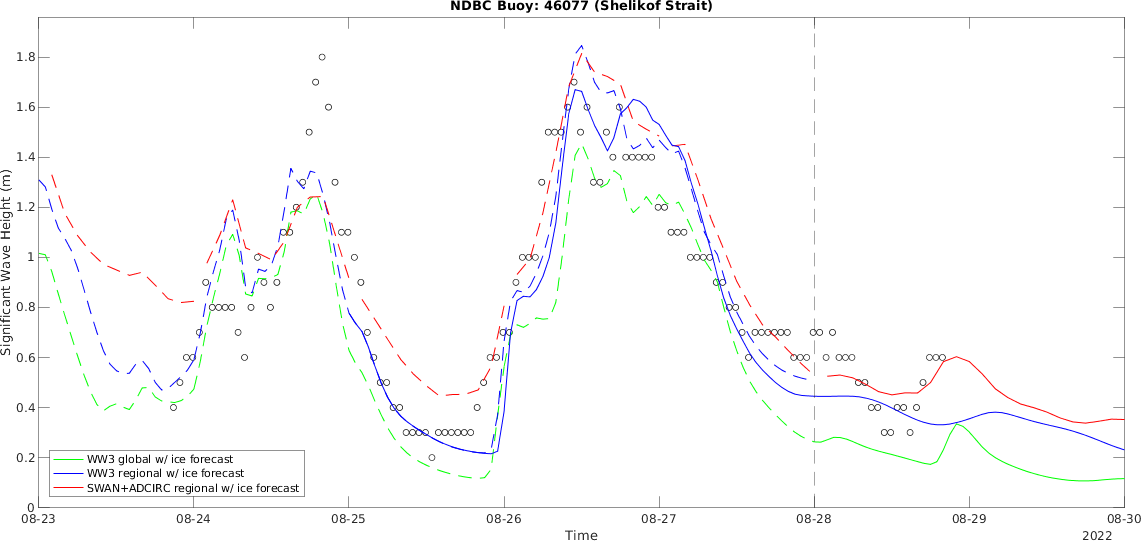 NDBC Buoy: 46077 (Shelikof Strait)
Significant Wave Height (m)
1.8
1.6
1.4
1.2
1
0.8
0.6
0.4
0.2
0
WW3 global w/ ice forecast
WW3 regional w/ ice forecast
SWAN+ADCIRC regional w/ ice forecast
08-23 08-24 08-25 08-26 08-27 08-28 08-29 08-30
Time
2022